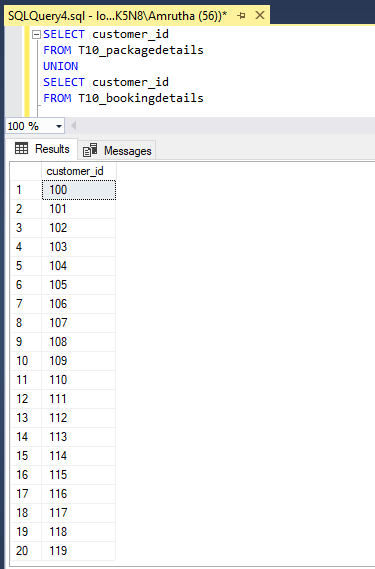 SQLQuery4.sql - lo...K5N8\Amrutha (56))*
SELECT customer_id
FROM T10_packagedetails
UNION
SELECT customer_id
FROM T10_bookingdetails
100 %
Results Messages
customer_id
1 100
2 101
3 102
4 103
5 104
6 105
7 106
8 107
9 108
10 109
11 110
12 111
13 112
14 113
15 114
16 115
17 116
18 117
19 118
20 119